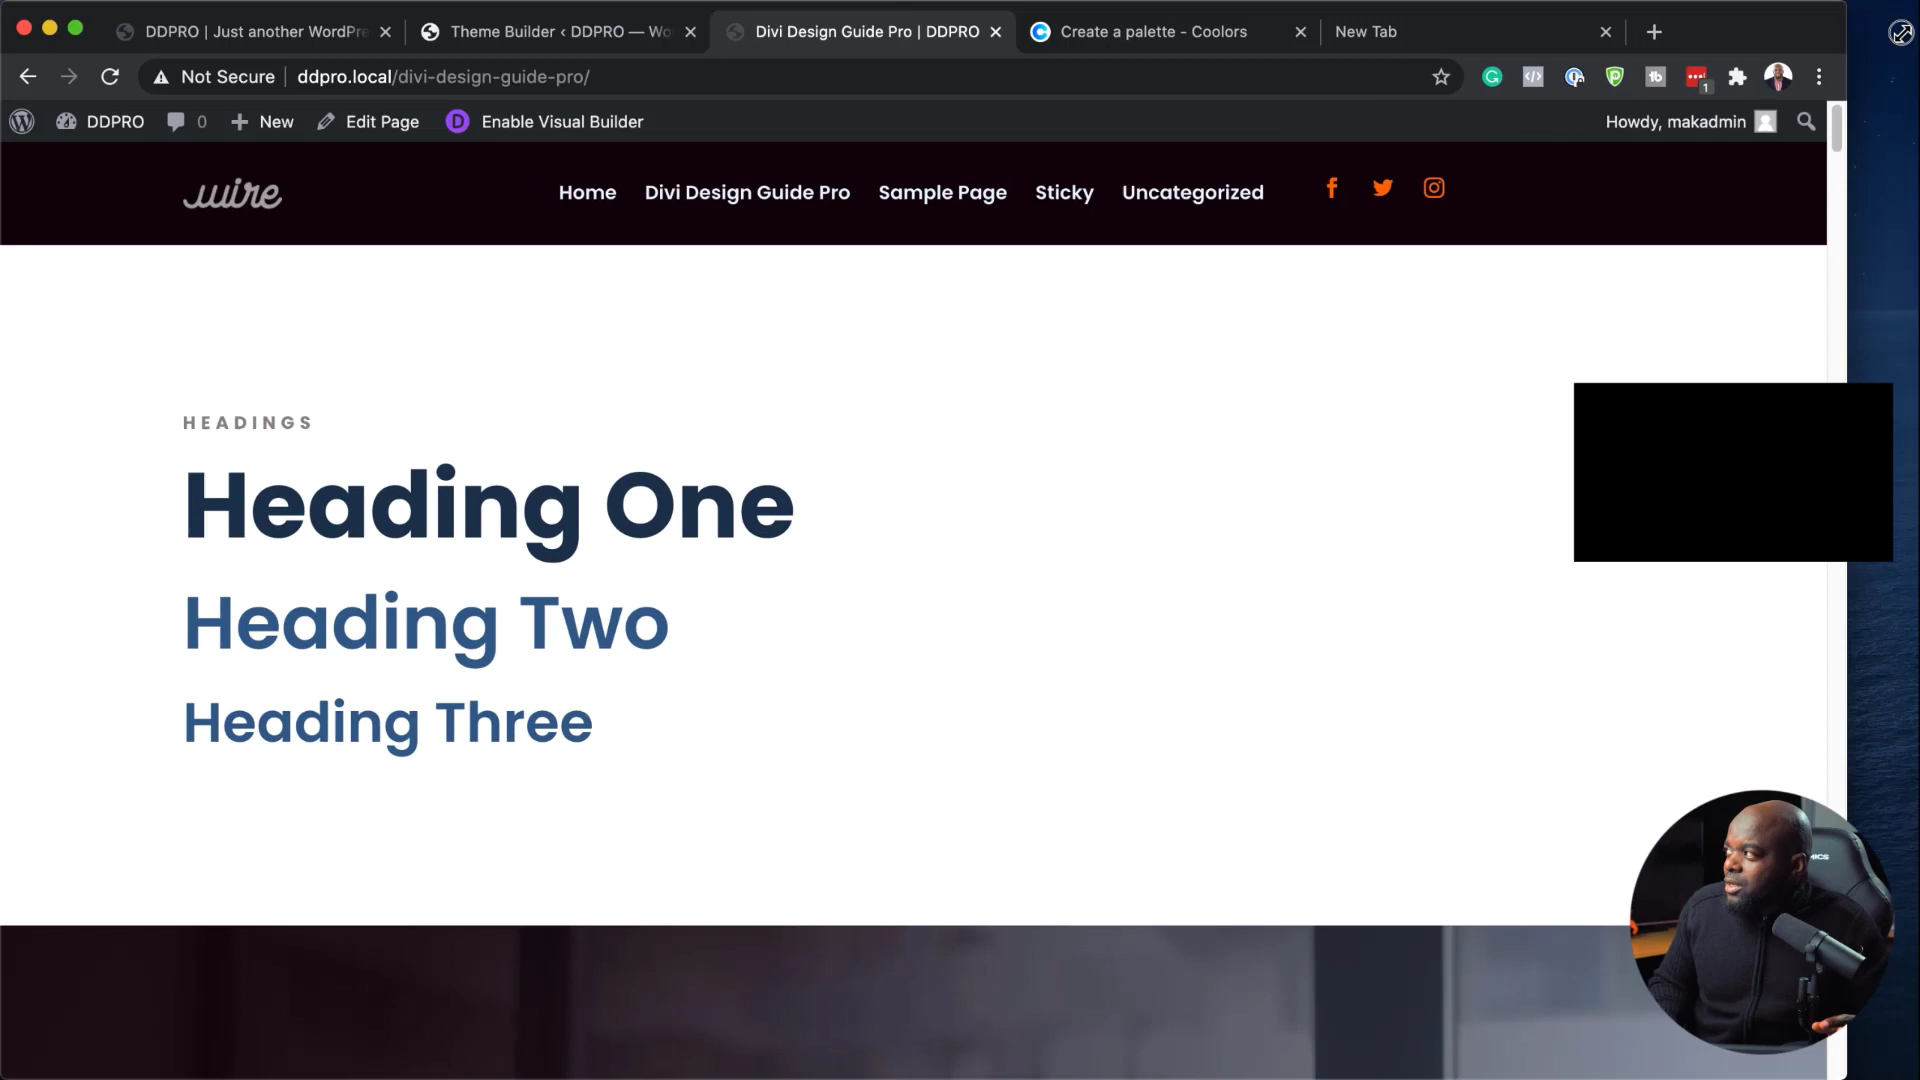 DDPRO | Just another WordPre
Theme Builder ‹ DDPRO — Wo
Divi Design Guide Pro | DDPRO
Create a palette - Coolors
New Tab
Not Secure
ddpro.local/divi-design-guide-pro/
1
DDPRO
0
New
Edit Page
D
Enable Visual Builder
Howdy, makadmin
wire
Home
Divi Design Guide Pro
Sample Page
Sticky
Uncategorized
HEADINGS
Heading One
Heading Two
Heading Three